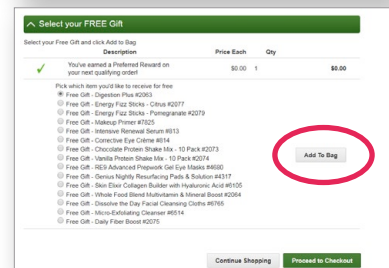 Select your FREE Gift
Select your Free Gift and click Add to Bag
Description Price Each Qty
You've earned a Preferred Reward on your next qualifying order! $0.00 1 $0.00
Pick which item you'd like to receive for free
Free Gift - Digestion Plus #2063
Free Gift - Energy Fizz Sticks - Citrus #2077
Free Gift - Energy Fizz Sticks - Pomegranate #2079
Free Gift - Makeup Primer #7825
Free Gift - Intensive Renewal Serum #813
Free Gift - Corrective Eye Crème #814
Free Gift - Chocolate Protein Shake Mix - 10 Pack #2073
Free Gift - Vanilla Protein Shake Mix - 10 Pack #2074
Free Gift - RE9 Advanced Prepwork Gel Eye Masks #4680
Free Gift - Genius Nightly Resurfacing Pads & Solution #4317
Free Gift - Skin Elixir Collagen Builder with Hyaluronic Acid #6105
Free Gift - Whole Food Blend Multivitamin & Mineral Boost #2064
Free Gift - Dissolve the Day Facial Cleansing Cloths #6765
Free Gift - Micro-Exfoliating Cleanser #6514
Free Gift - Daily Fiber Boost #2075
Add To Bag
Continue Shopping Proceed to Checkout